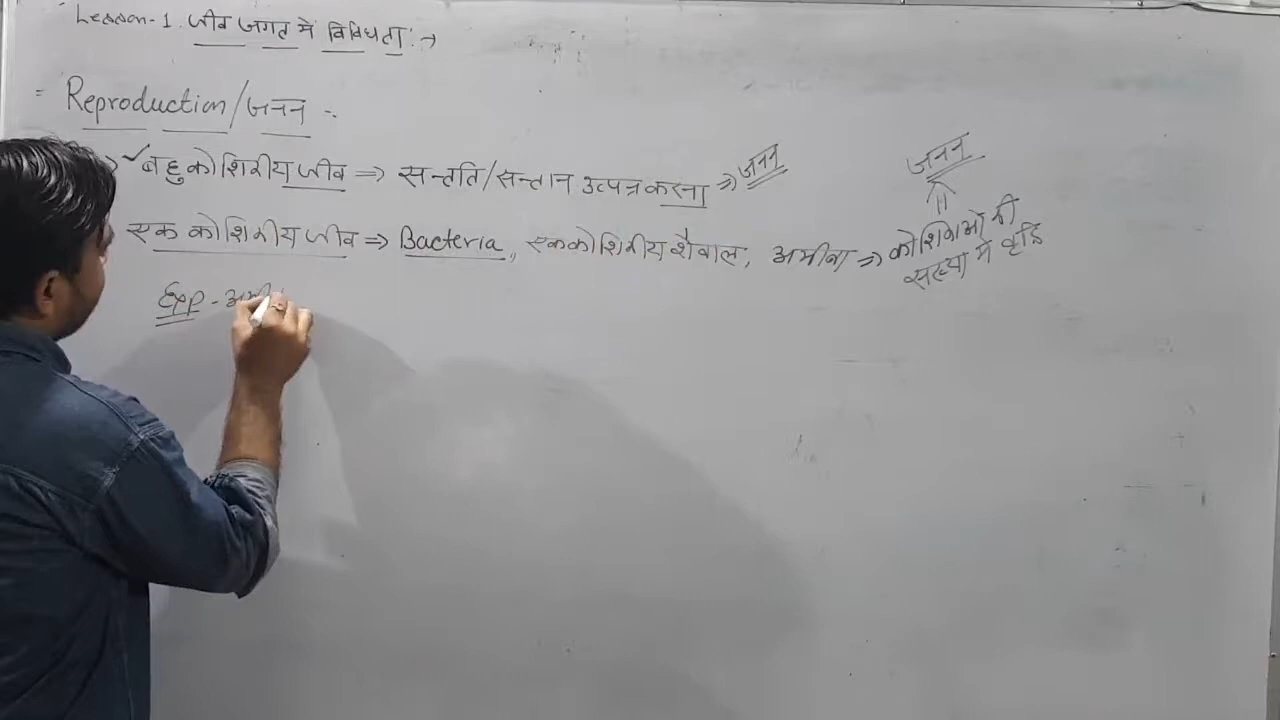 Lesson-1. जीव जगत में विविधता :→
= Reproduction/जनन :-
✓ बहुकोशिकीय जीव ⇒ सन्तति/सन्तान उत्पन्न करना ⇒ जनन
एक कोशिकीय जीव ⇒ Bacteria, एककोशिकीय शैवाल, अमीबा ⇒ कोशिकाओं की
संख्या में वृद्धि
जनन
Exp -